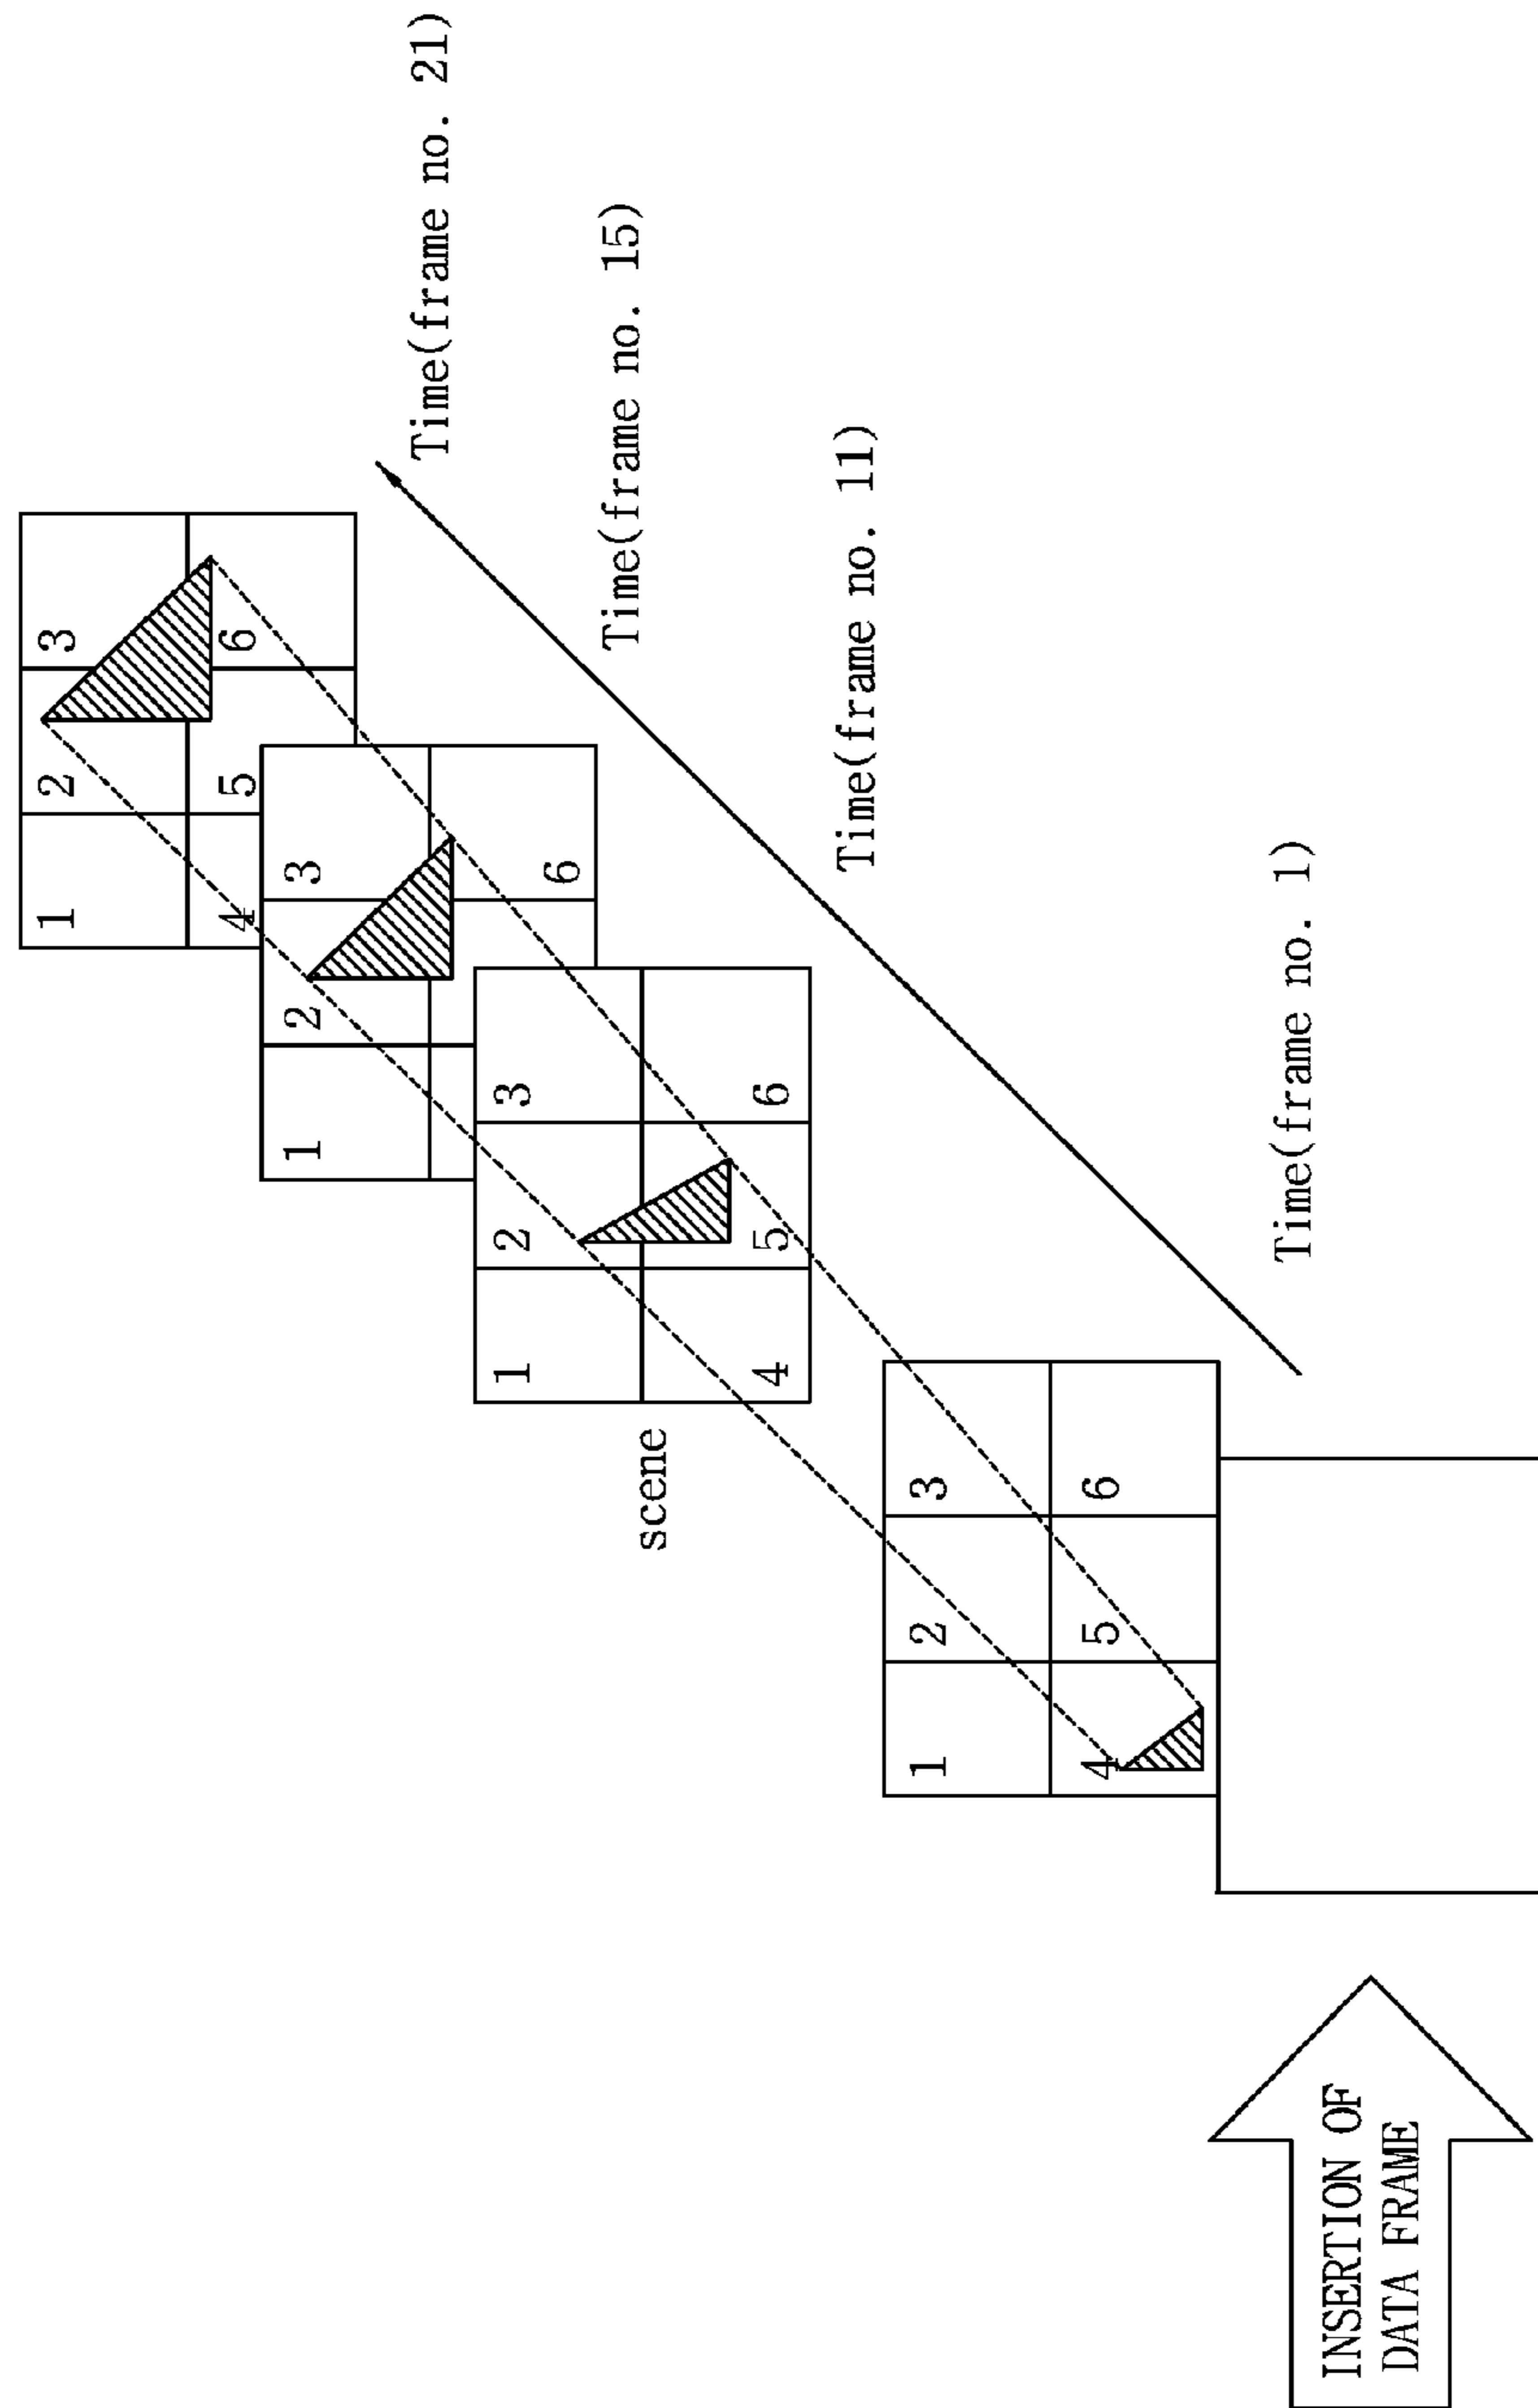 1 2 3
4 5 6
1 2 3
6
Time(frame no. 21)
1 2 3
4 5 6
Time(frame no. 15)
scene
Time(frame no. 11)
1 2 3
4 5 6
Time(frame no. 1)
INSERTION OF
DATA FRAME